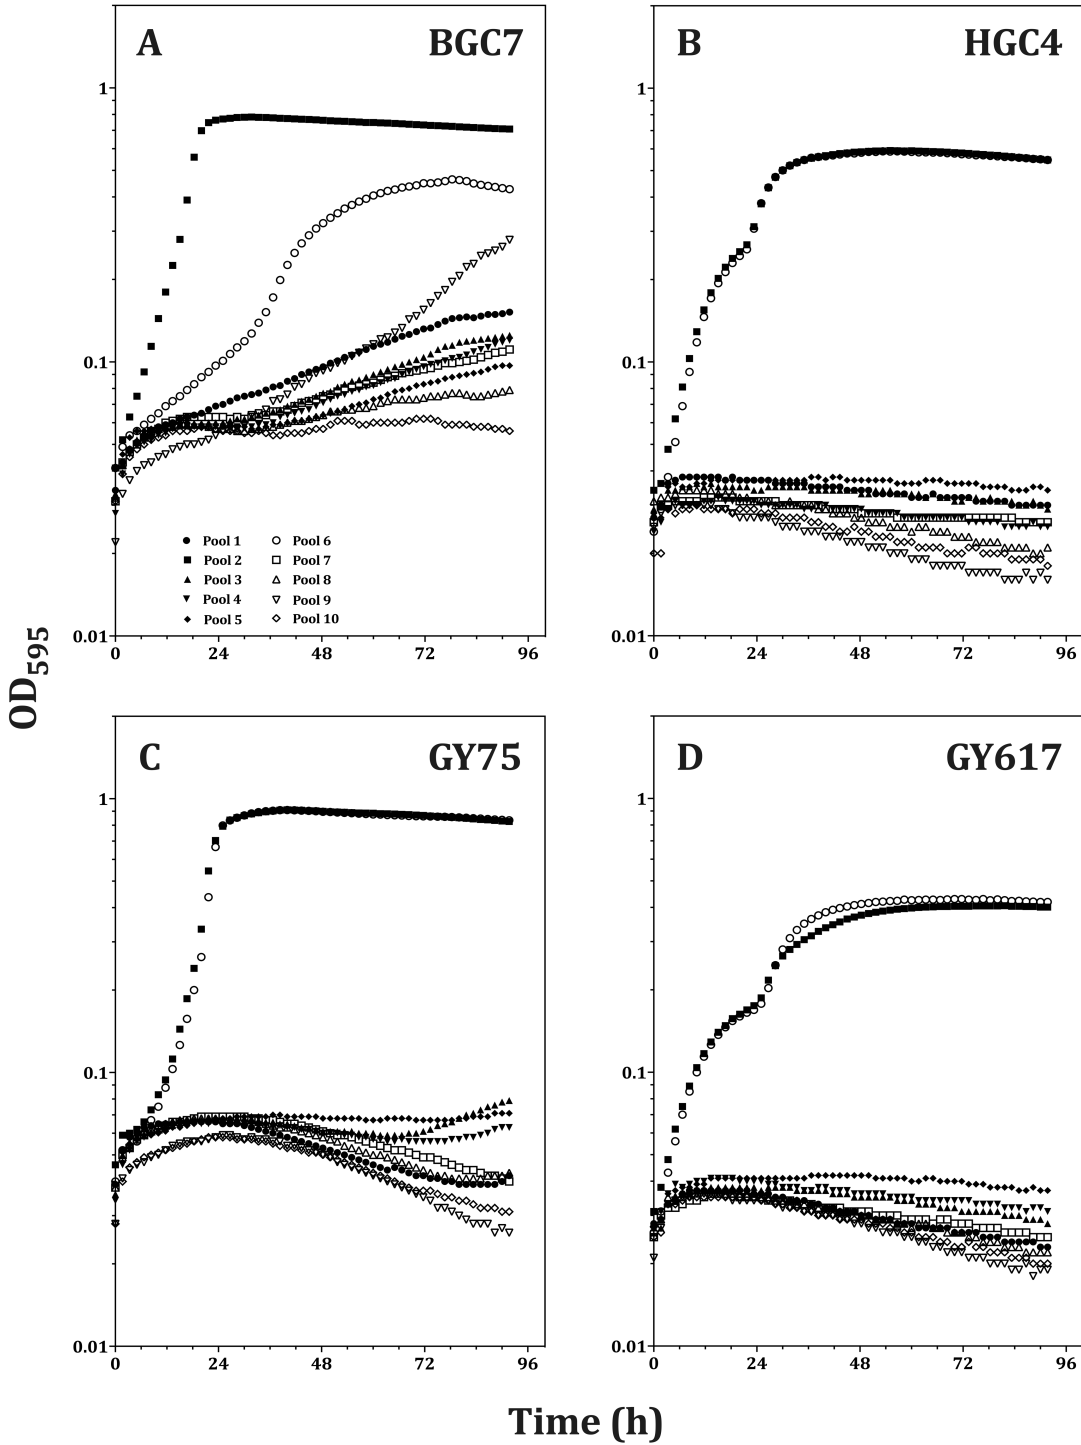 A BGC7
B HGC4
1
0.1
0.01
0 24 48 72 96
1
0.1
0.01
0 24 48 72 96
Pool 1 Pool 6
Pool 2 Pool 7
Pool 3 Pool 8
Pool 4 Pool 9
Pool 5 Pool 10
OD595
C GY75
D GY617
1
0.1
0.01
0 24 48 72 96
1
0.1
0.01
0 24 48 72 96
Time (h)